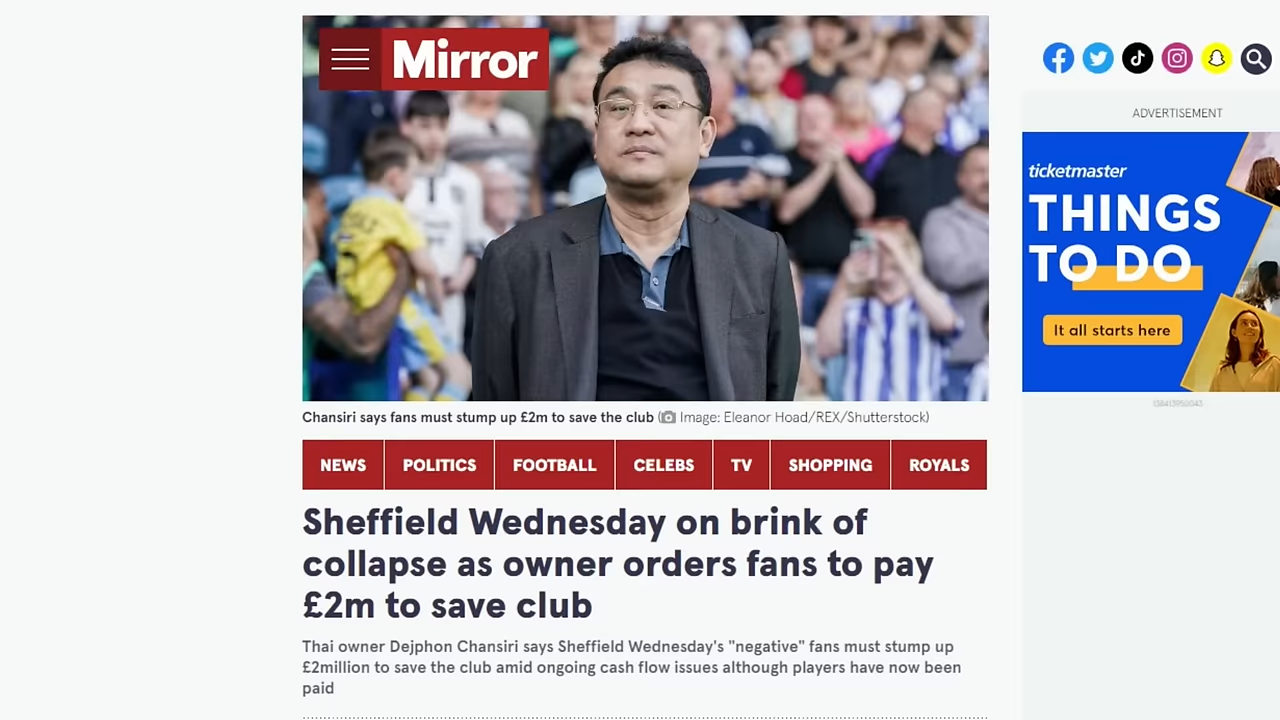 Mirror
Chansiri says fans must stump up £2m to save the club (Image: Eleanor Hoad/REX/Shutterstock)
NEWS
POLITICS
FOOTBALL
CELEBS
TV
SHOPPING
ROYALS
Sheffield Wednesday on brink of
collapse as owner orders fans to pay
£2m to save club
Thai owner Dejphon Chansiri says Sheffield Wednesday's "negative" fans must stump up
£2million to save the club amid ongoing cash flow issues although players have now been
paid
ADVERTISEMENT
ticketmaster
THINGS
TO DO
It all starts here